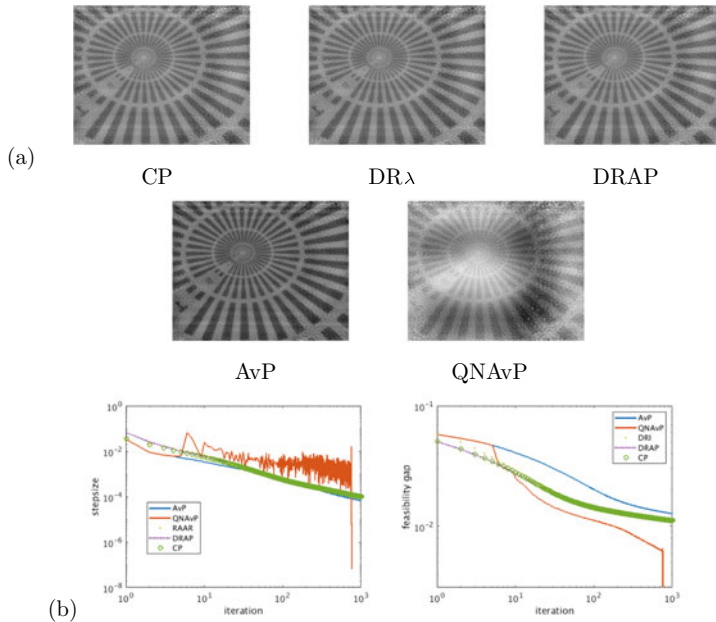 (a)
CP DRλ DRAP
AvP QNAvP
(b)
10^0
10^-2
10^-4
10^-6
10^-8
stepsize
AvP
QNAvP
RAAR
DRAP
CP
10^0 10^1 10^2 10^3
iteration
10^-1
10^-2
feasibility gap
AvP
QNAvP
DRl
DRAP
CP
10^0 10^1 10^2 10^3
iteration